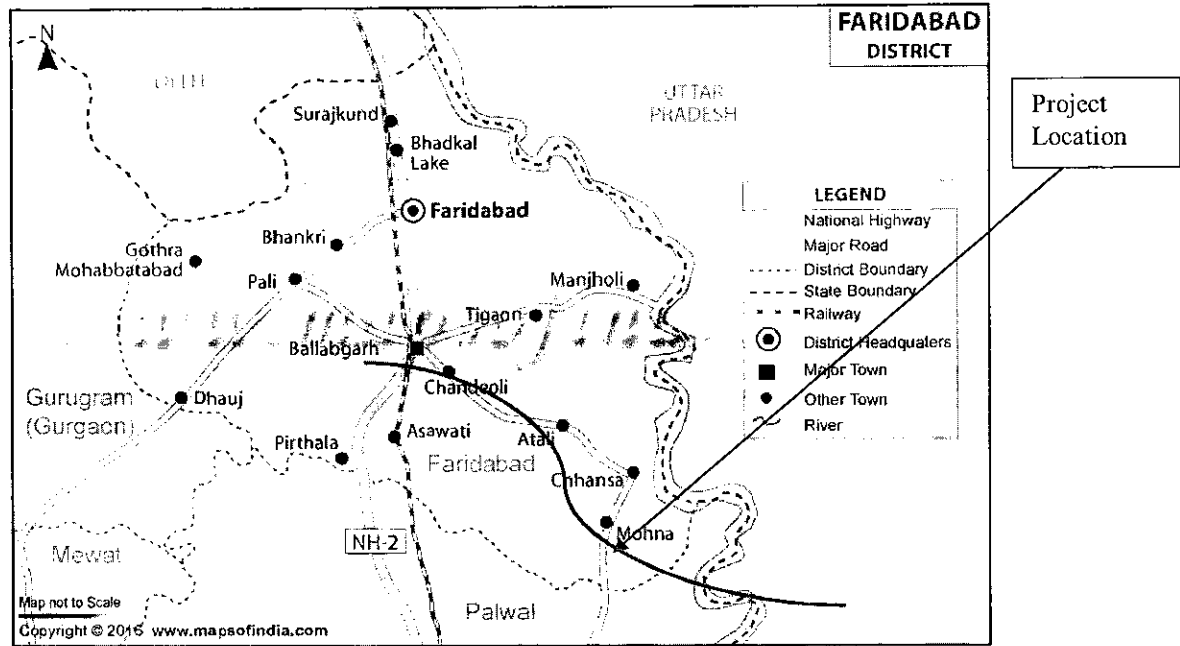 FARIDABAD
DISTRICT
N
UTTAR
PRADESH
Project
Location
Surajkund
Bhadkal
Lake
LEGEND
National Highway
Major Road
District Boundary
State Boundary
Railway
District Headquaters
Major Town
Other Town
River
Faridabad
Bhankri
Gothra
Mohabbatabad
Pali
Manjholi
Tigaon
Ballabgarh
Chandeoli
Gurugram
(Gurgaon)
Dhauj
Atali
Pirthala
Asawati
Faridabad
Chhansa
Mohna
NH-2
Mewat
Palwal
Map not to Scale
Copyright © 2016 www.mapsofindia.com